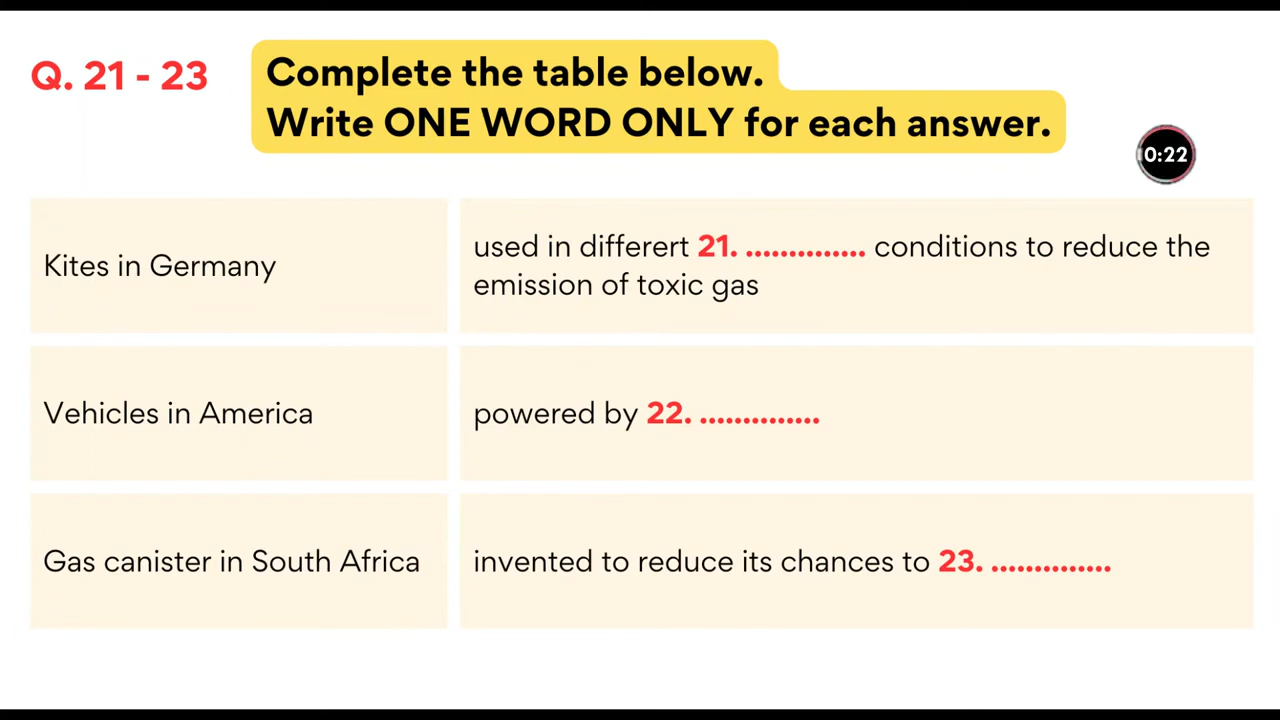 Q. 21 - 23
Complete the table below.
Write ONE WORD ONLY for each answer.
0:22
Kites in Germany
used in differert 21. .............. conditions to reduce the
emission of toxic gas
Vehicles in America
powered by 22. ..............
Gas canister in South Africa
invented to reduce its chances to 23. ..............